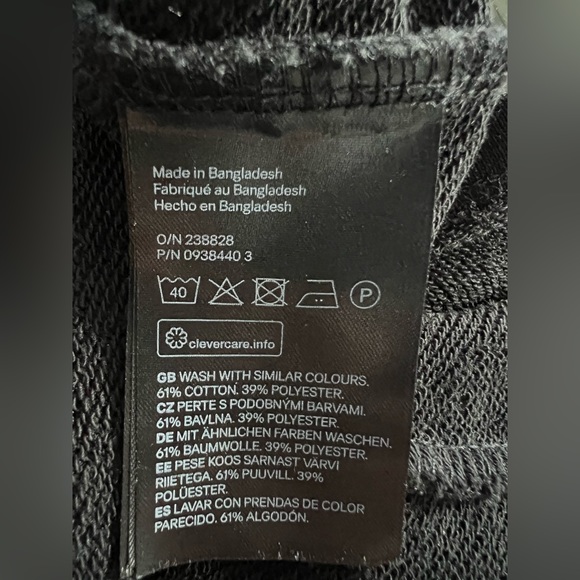 Made in Bangladesh
Fabriqué au Bangladesh
Hecho en Bangladesh
O/N 238828
P/N 0938440 3
40 P
clevercare.info
GB WASH WITH SIMILAR COLOURS.
61% COTTON. 39% POLYESTER.
CZ PERTE S PODOBNÝMI BARVAMI.
61% BAVLNA. 39% POLYESTER.
DE MIT ÄHNLICHEN FARBEN WASCHEN.
61% BAUMWOLLE. 39% POLYESTER.
EE PESE KOOS SARNAST VÄRVI
RIIETEGA. 61% PUUVILL. 39%
POLÜESTER.
ES LAVAR CON PRENDAS DE COLOR
PARECIDO. 61% ALGODÓN.